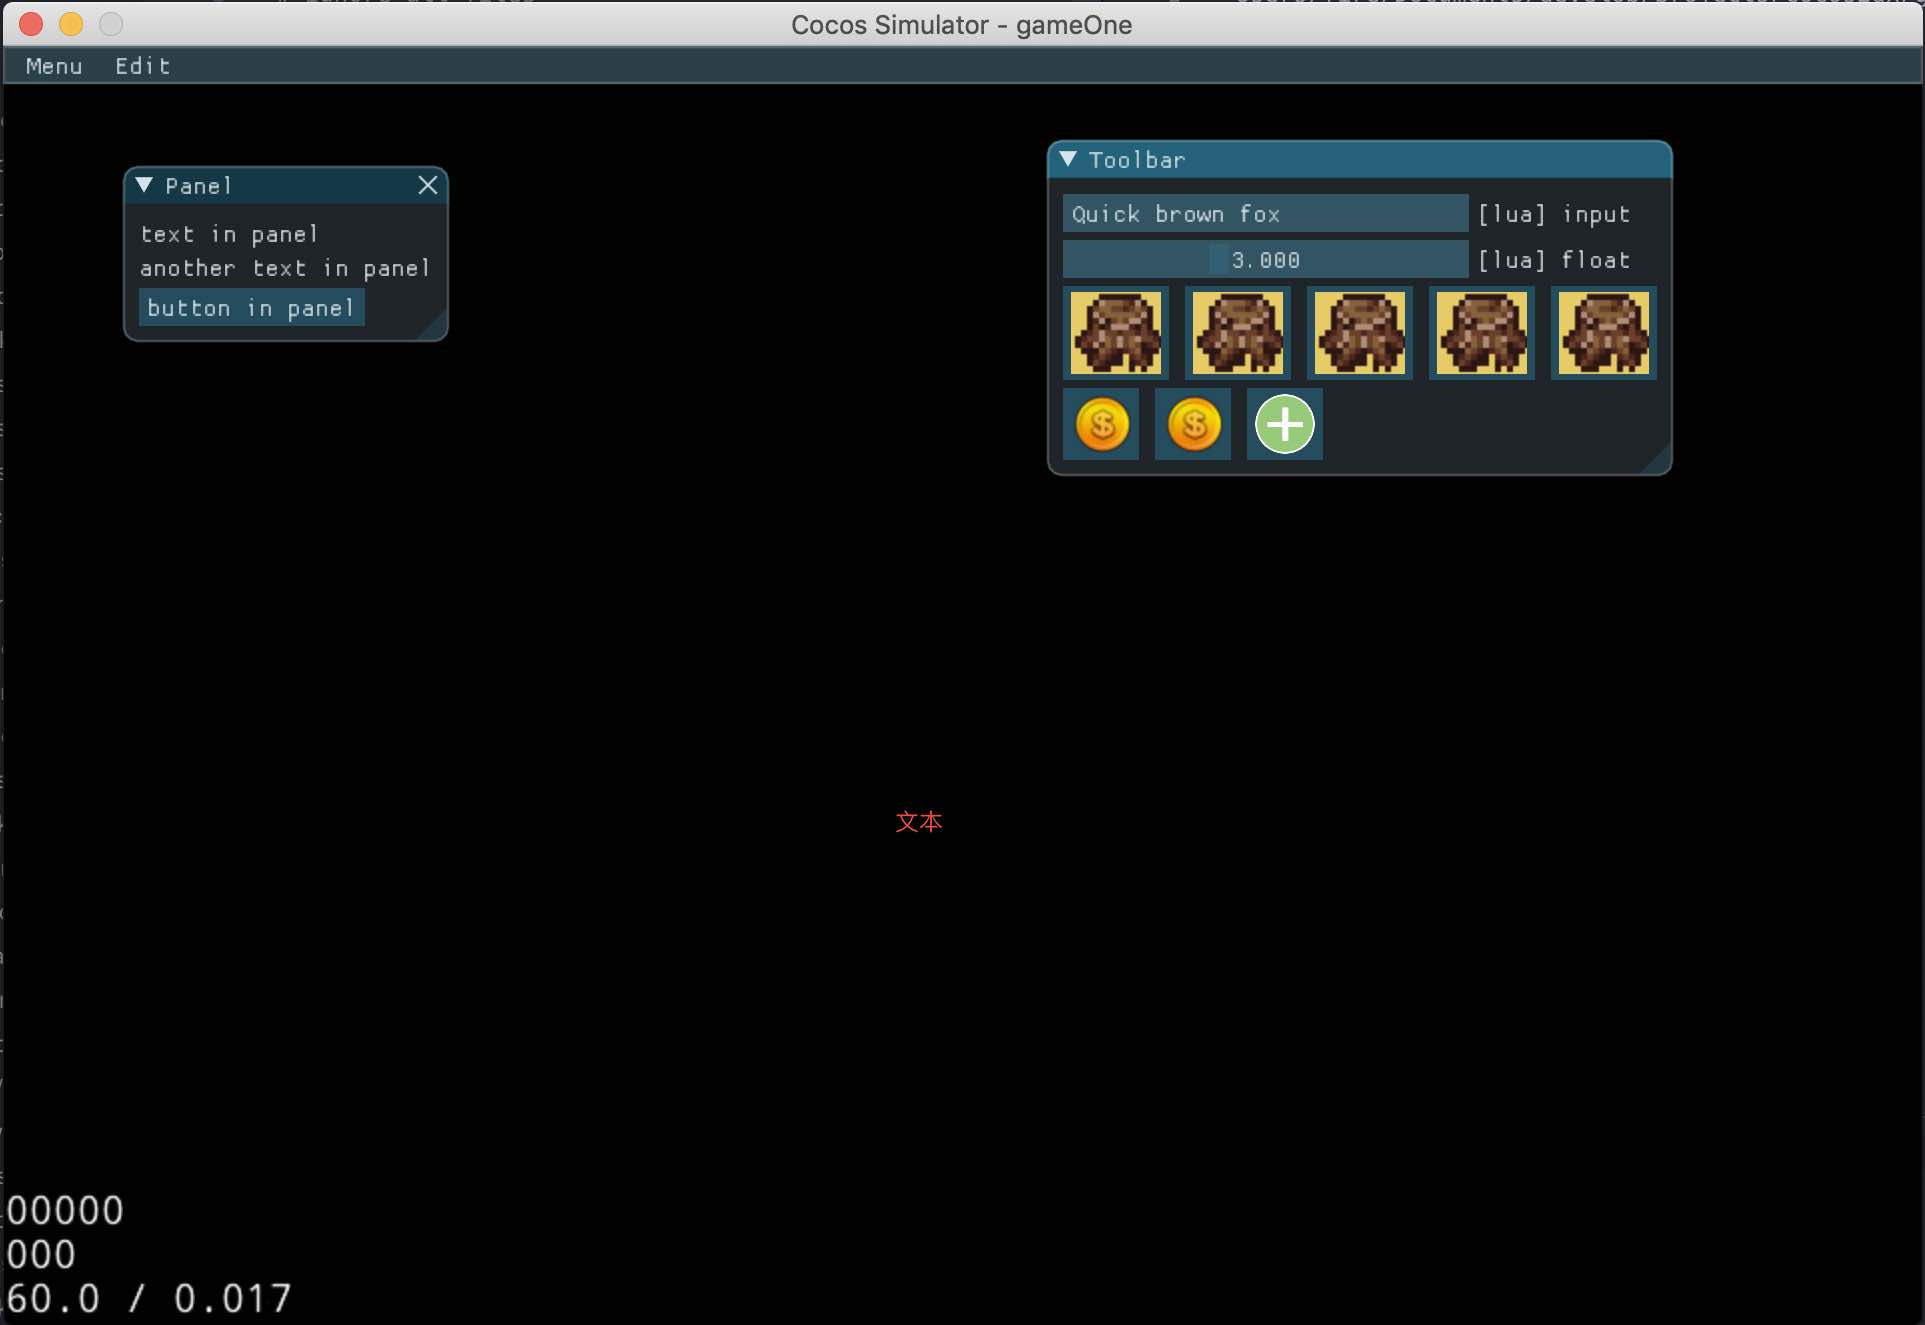 Cocos Simulator - gameOne
Menu Edit
Panel
text in panel
another text in panel
button in panel
Toolbar
Quick brown fox [lua] input
3.000 [lua] float
文本
00000
000
60.0 / 0.017